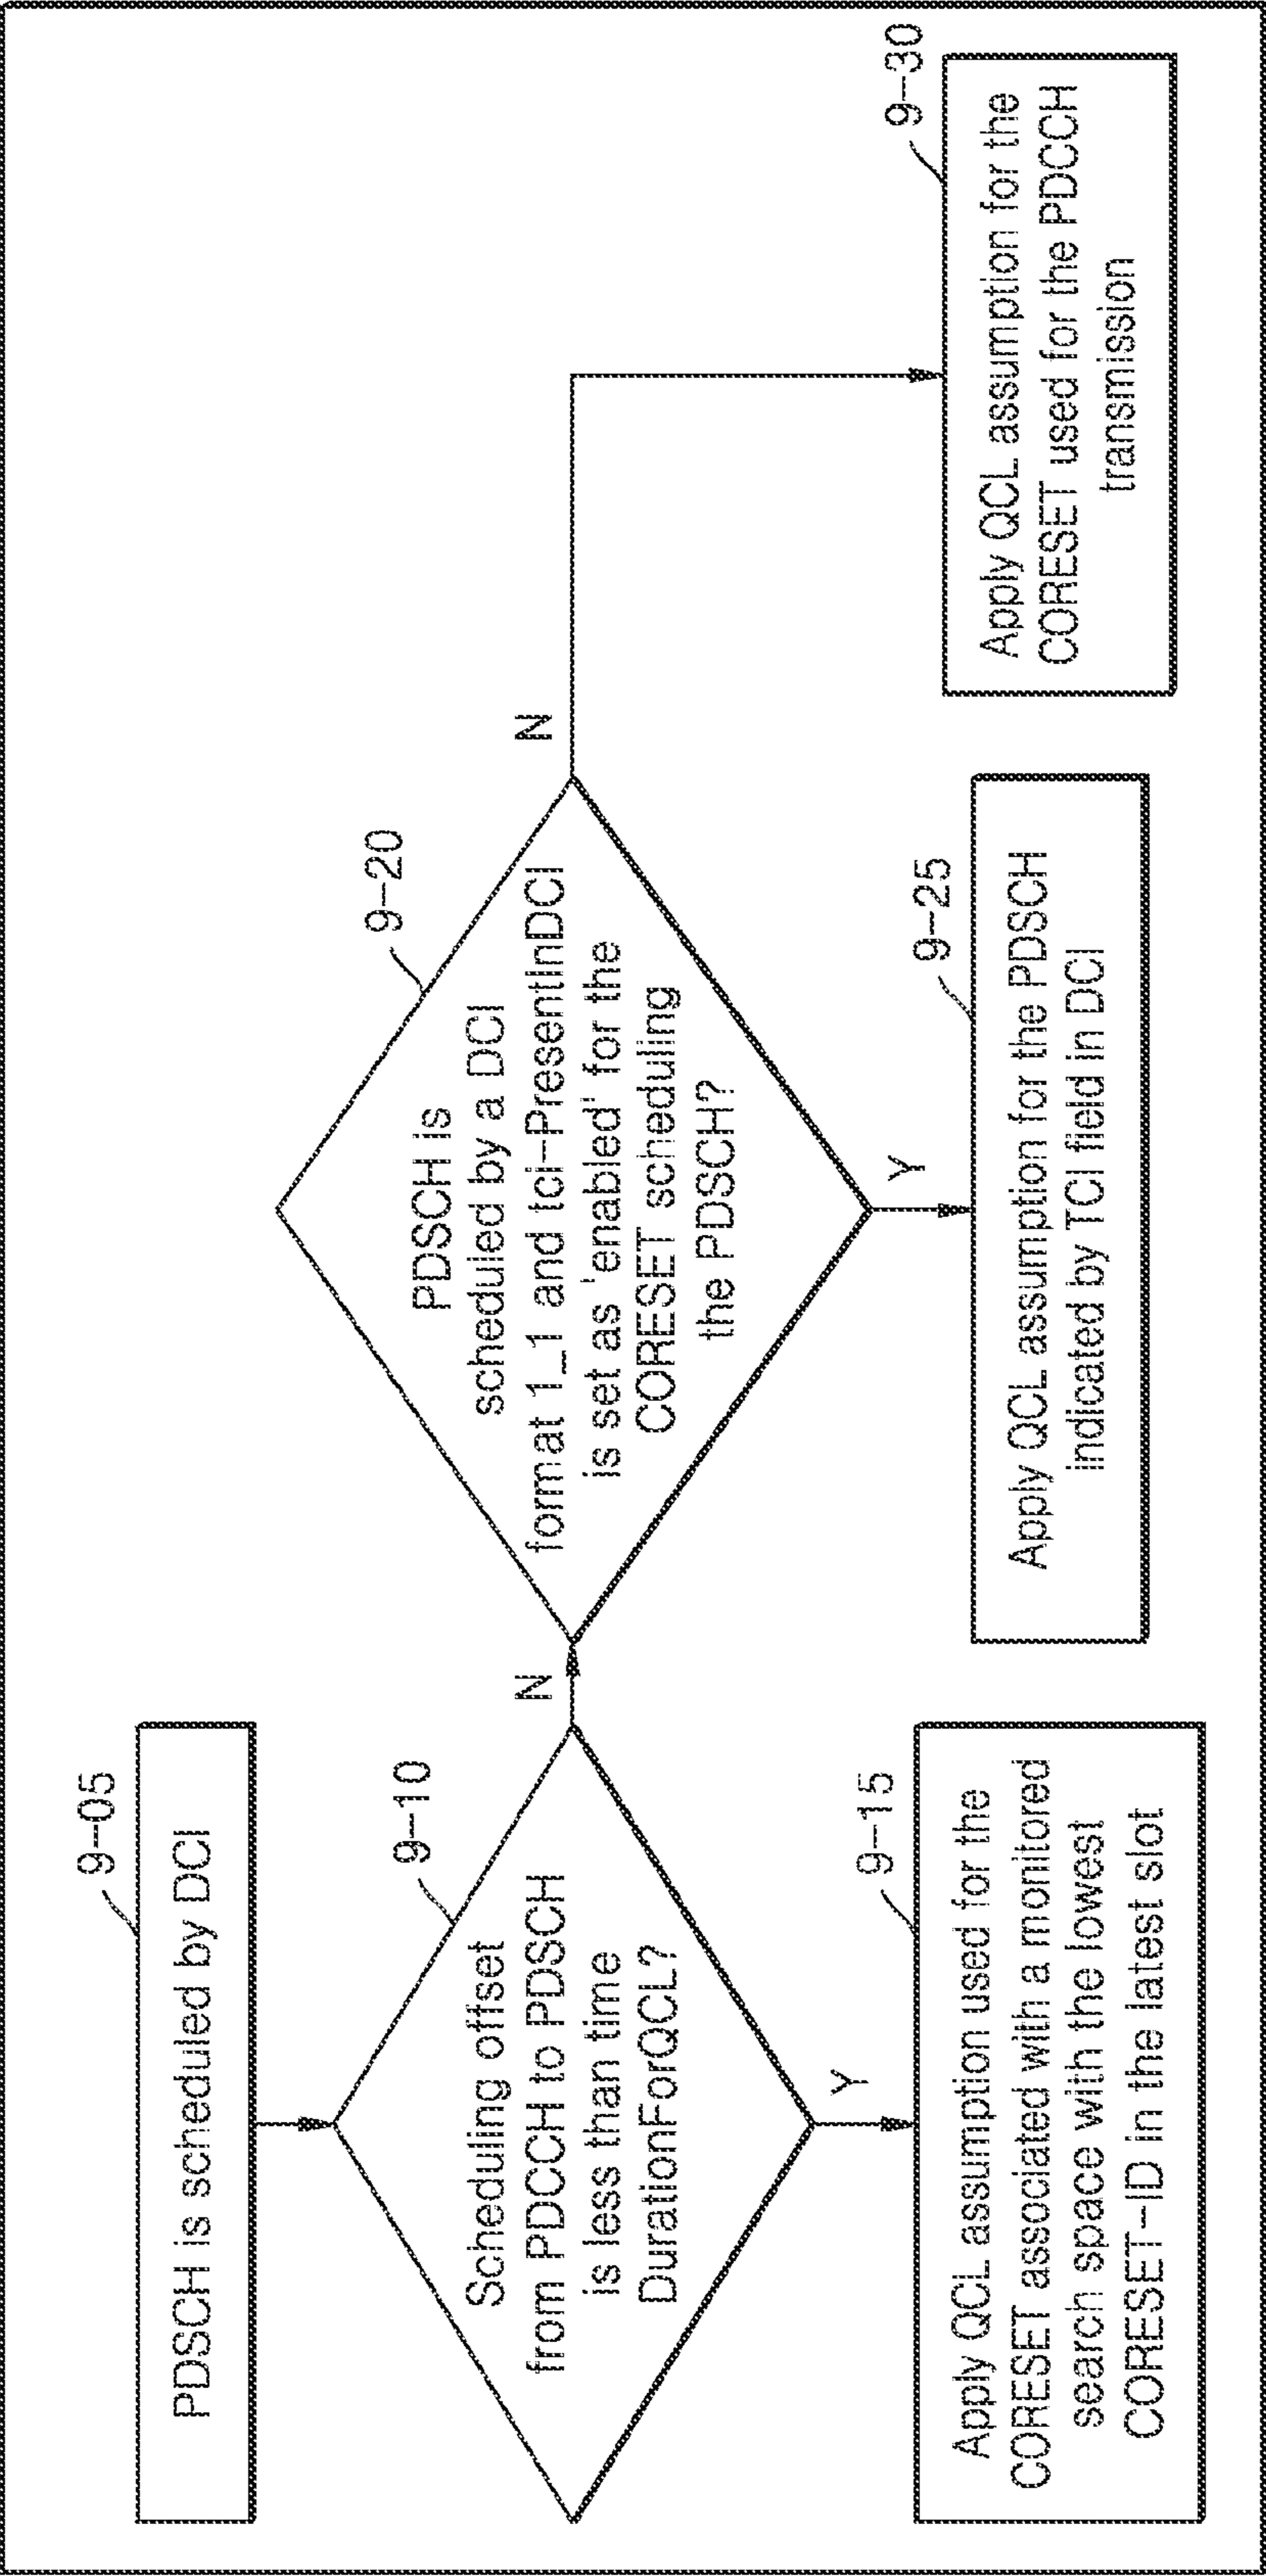 9-05
PDSCH is scheduled by DCI
9-10
Scheduling offset
from PDCCH to PDSCH
is less than time
DurationForQCL?
N
Y
9-15
Apply QCL assumption used for the
CORESET associated with a monitored
search space with the lowest
CORESET-ID in the latest slot
9-20
PDSCH is
scheduled by a DCI
format 1_1 and tci-PresentInDCI
is set as 'enabled' for the
CORESET scheduling
the PDSCH?
N
Y
9-25
Apply QCL assumption for the PDSCH
indicated by TCI field in DCI
9-30
Apply QCL assumption for the
CORESET used for the PDCCH
transmission